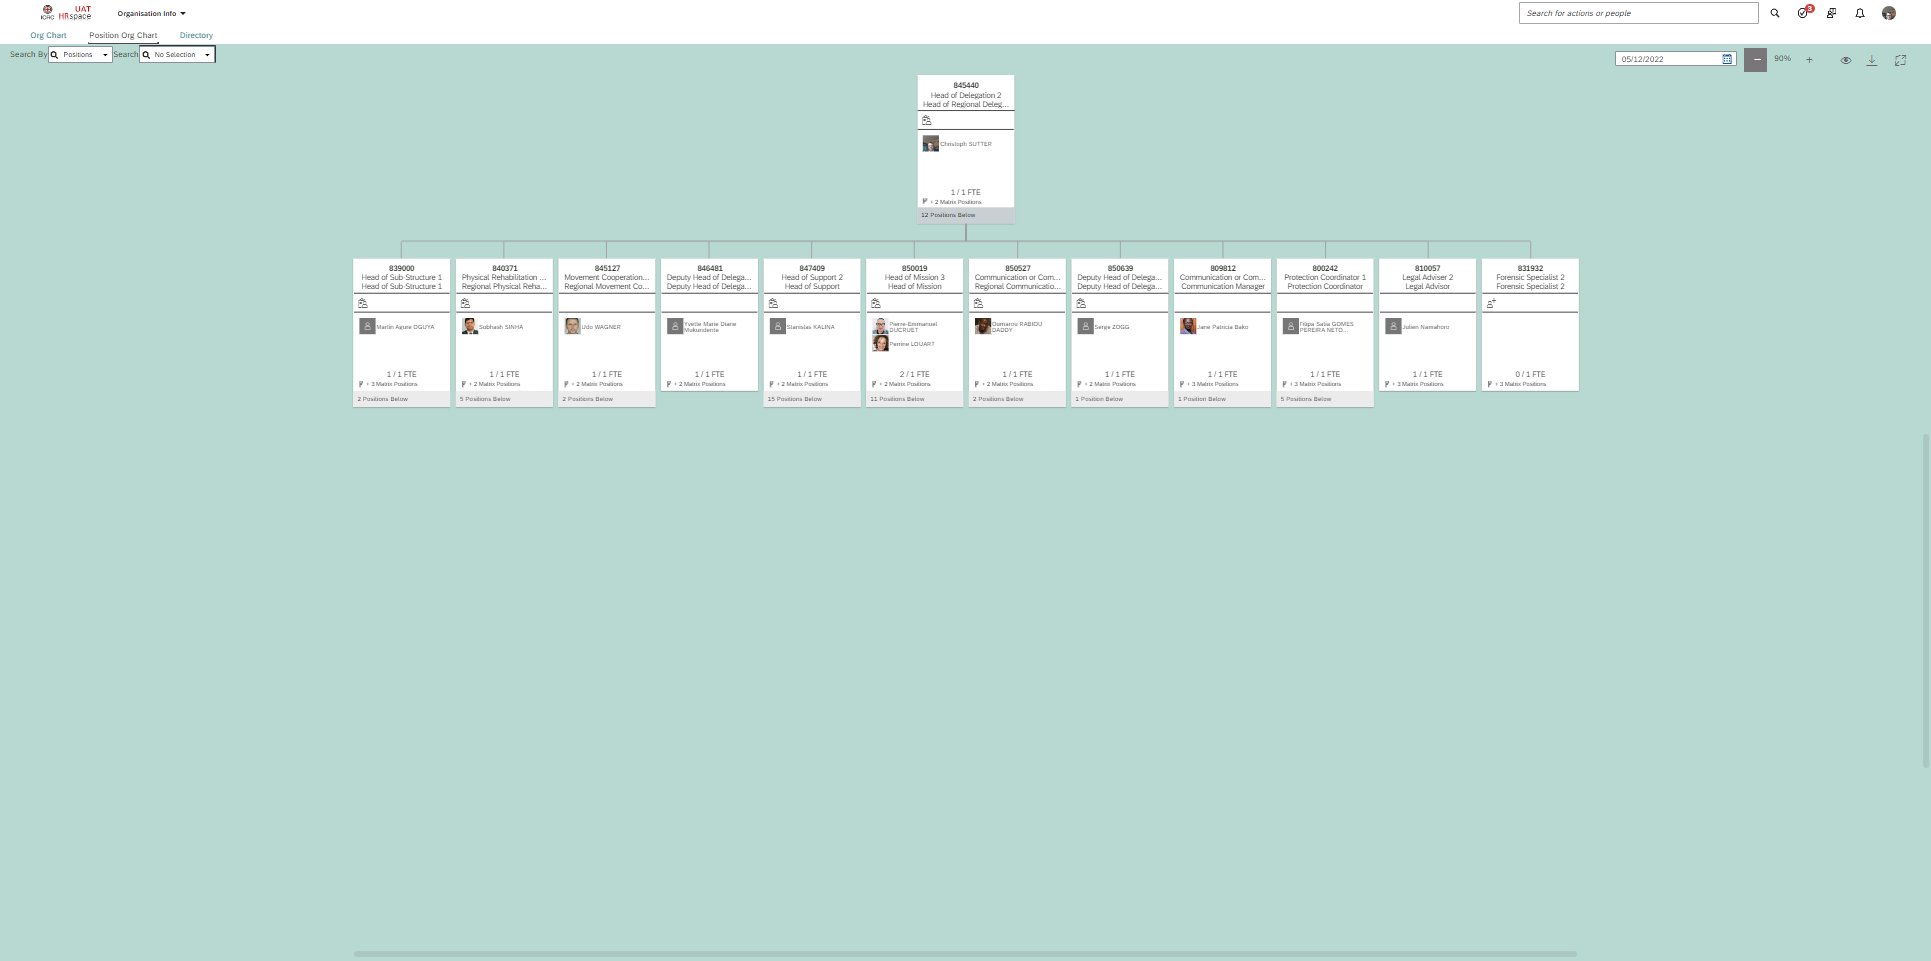 UAT
ICRC HRspace
Organisation Info
Search for actions or people
3
Org Chart
Position Org Chart
Directory
Search By
Positions
Search
No Selection
05/12/2022
90%
845440
Head of Delegation 2
Head of Regional Deleg...
Christoph SUTTER
1 / 1 FTE
+ 2 Matrix Positions
12 Positions Below
839000
Head of Sub-Structure 1
Head of Sub-Structure 1
Martin Agure OGUYA
1 / 1 FTE
+ 3 Matrix Positions
2 Positions Below
840371
Physical Rehabilitation ...
Regional Physical Reha...
Subhash SINHA
1 / 1 FTE
+ 2 Matrix Positions
5 Positions Below
845127
Movement Cooperation...
Regional Movement Co...
Udo WAGNER
1 / 1 FTE
+ 2 Matrix Positions
2 Positions Below
846481
Deputy Head of Delega...
Deputy Head of Delega...
Yvette Marie Diane
Mukundente
1 / 1 FTE
+ 2 Matrix Positions
847409
Head of Support 2
Head of Support
Stanislas KALINA
1 / 1 FTE
+ 2 Matrix Positions
15 Positions Below
850019
Head of Mission 3
Head of Mission
Pierre-Emmanuel
DUCRUET
Perrine LOUART
2 / 1 FTE
+ 2 Matrix Positions
11 Positions Below
850527
Communication or Com...
Regional Communicatio...
Oumarou RABIOU
DADDY
1 / 1 FTE
+ 2 Matrix Positions
2 Positions Below
850639
Deputy Head of Delega...
Deputy Head of Delega...
Serge ZOGG
1 / 1 FTE
+ 2 Matrix Positions
1 Position Below
809812
Communication or Com...
Communication Manager
Jane Patricia Bako
1 / 1 FTE
+ 3 Matrix Positions
1 Position Below
800242
Protection Coordinator 1
Protection Coordinator
Filipa Salia GOMES
PEREIRA NETO...
1 / 1 FTE
+ 3 Matrix Positions
5 Positions Below
810057
Legal Adviser 2
Legal Advisor
Julien Namahoro
1 / 1 FTE
+ 3 Matrix Positions
831932
Forensic Specialist 2
Forensic Specialist 2
0 / 1 FTE
+ 3 Matrix Positions